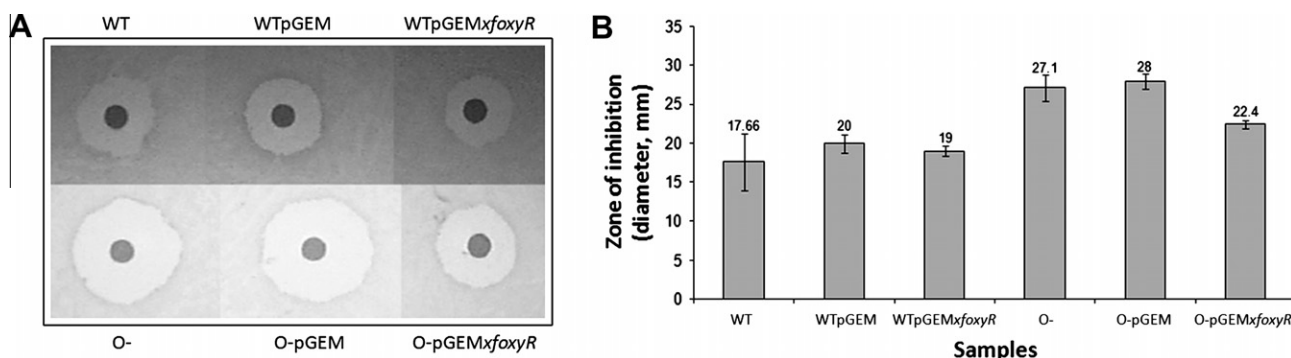 A
WT WTpGEM WTpGEMxfoxyR
O- O-pGEM O-pGEMxfoxyR
B
Zone of inhibition
(diameter, mm)
35
30
25
20
15
10
5
0
17.66 20 19 27.1 28 22.4
WT WTpGEM WTpGEMxfoxyR O- O-pGEM O-pGEMxfoxyR
Samples